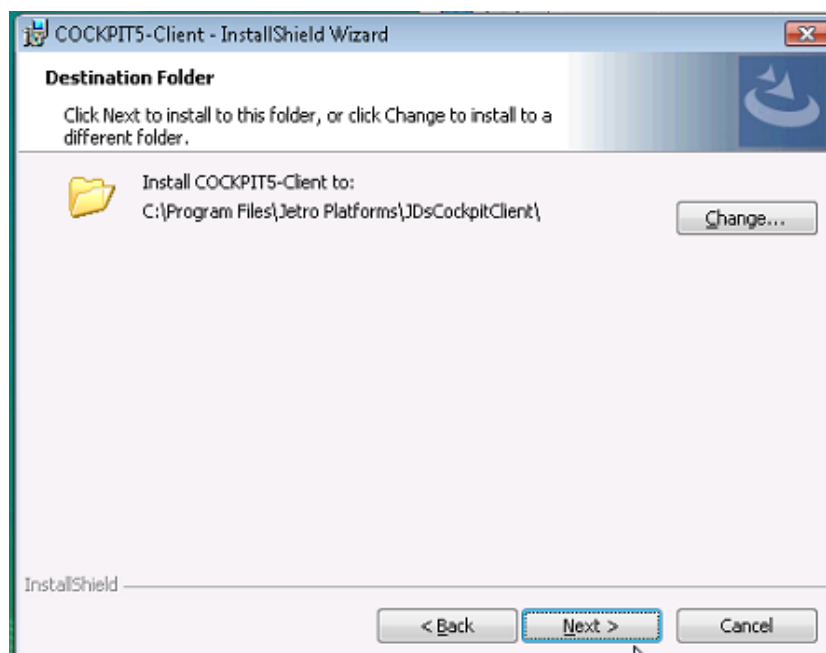 COCKPIT5-Client - InstallShield Wizard
Destination Folder
Click Next to install to this folder, or click Change to install to a
different folder.
Install COCKPIT5-Client to:
C:\Program Files\Jetro Platforms\JDsCockpitClient\
Change...
InstallShield
< Back
Next >
Cancel